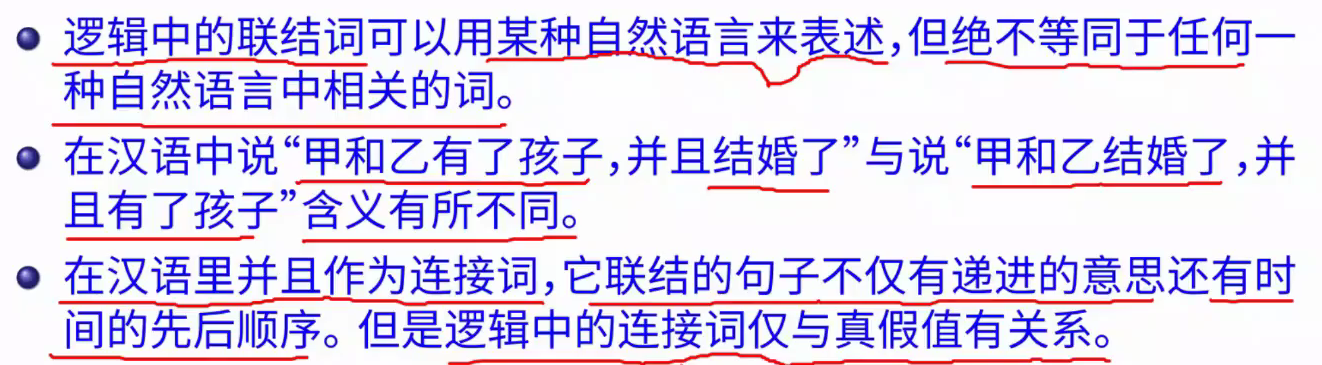 逻辑中的联结词可以用某种自然语言来表述,但绝不等同于任何一
种自然语言中相关的词。
在汉语中说“甲和乙有了孩子,并且结婚了”与说“甲和乙结婚了,并
且有了孩子”含义有所不同。
在汉语里并且作为连接词,它联结的句子不仅有递进的意思还有时
间的先后顺序。但是逻辑中的连接词仅与真假值有关系。